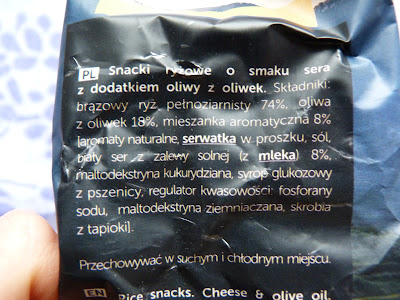 PL Snacki ryżowe o smaku sera
z dodatkiem oliwy z oliwek. Składniki:
brązowy ryż pełnoziarnisty 74%, oliwa
z oliwek 18%, mieszanka aromatyczna 8%
[aromaty naturalne, serwatka w proszku, sól,
biały ser z zalewy solnej (z mleka) 8%,
maltodekstryna kukurydziana, syrop glukozowy
z pszenicy, regulator kwasowości: fosforany
sodu, maltodekstryna ziemniaczana, skrobia
z tapioki].
Przechowywać w suchym i chłodnym miejscu.
EN Rice snacks. Cheese & olive oil.